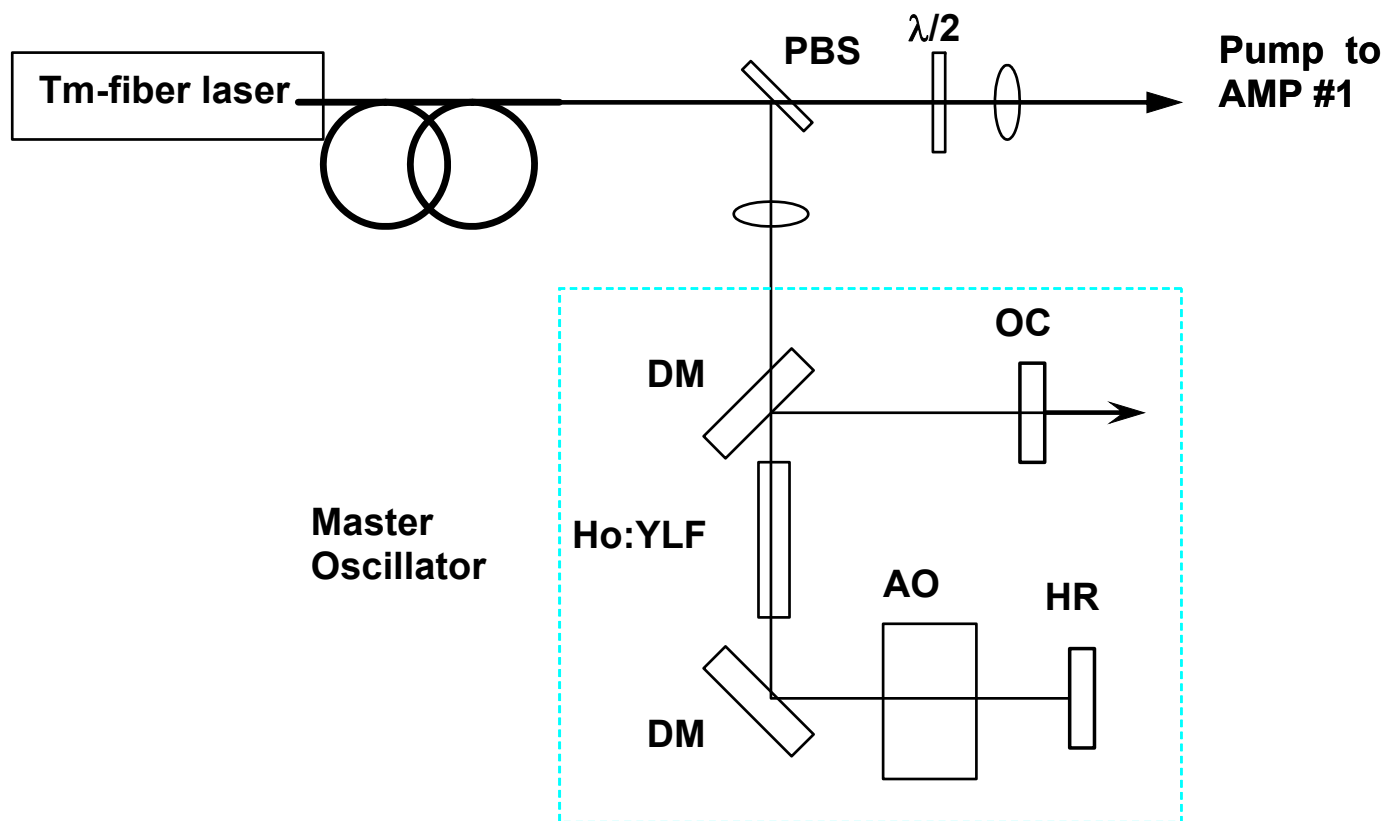 λ/2
PBS
Pump to
AMP #1
Tm-fiber laser
OC
DM
Master
Oscillator
Ho:YLF
AO
HR
DM